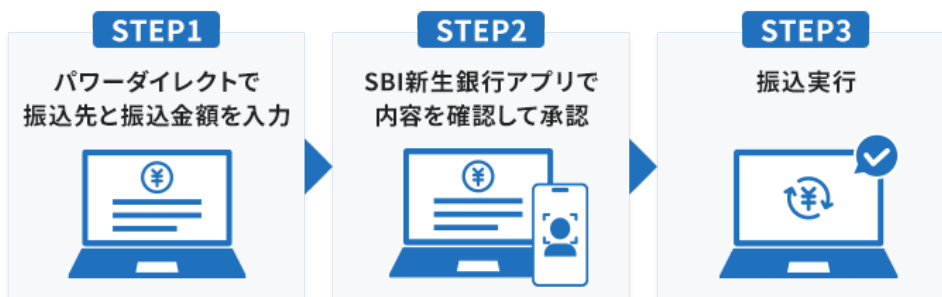 STEP1
パワーダイレクトで
振込先と振込金額を入力
¥
STEP2
SBI新生銀行アプリで
内容を確認して承認
¥
STEP3
振込実行
¥